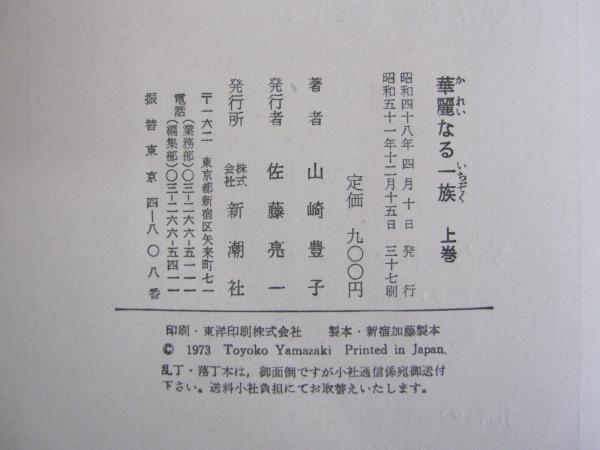 華麗なる一族 上巻
かれい いちぞく
昭和四十八年四月十日 発行
昭和五十一年十二月十五日 三十七刷
定価 九〇〇円
著者 山崎豊子
発行者 佐藤亮一
発行所 株式会社 新潮社
〒一六二 東京都新宿区矢来町七一
電話(業務部)〇三-二六六-五一一一
(編集部)〇三-二六六-五四一一
振替東京四-八〇八番
印刷・東洋印刷株式会社 製本・新宿加藤製本
© 1973 Toyoko Yamazaki Printed in Japan.
乱丁・落丁本は，御面倒ですが小社通信係宛御送付
下さい。送料小社負担にてお取替えいたします。